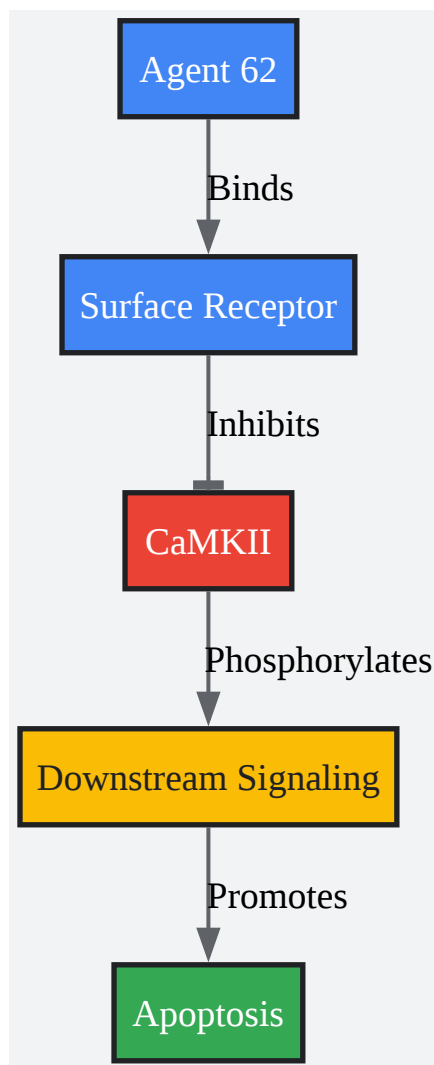 Agent 62
Binds
Surface Receptor
Inhibits
CaMKII
Phosphorylates
Downstream Signaling
Promotes
Apoptosis